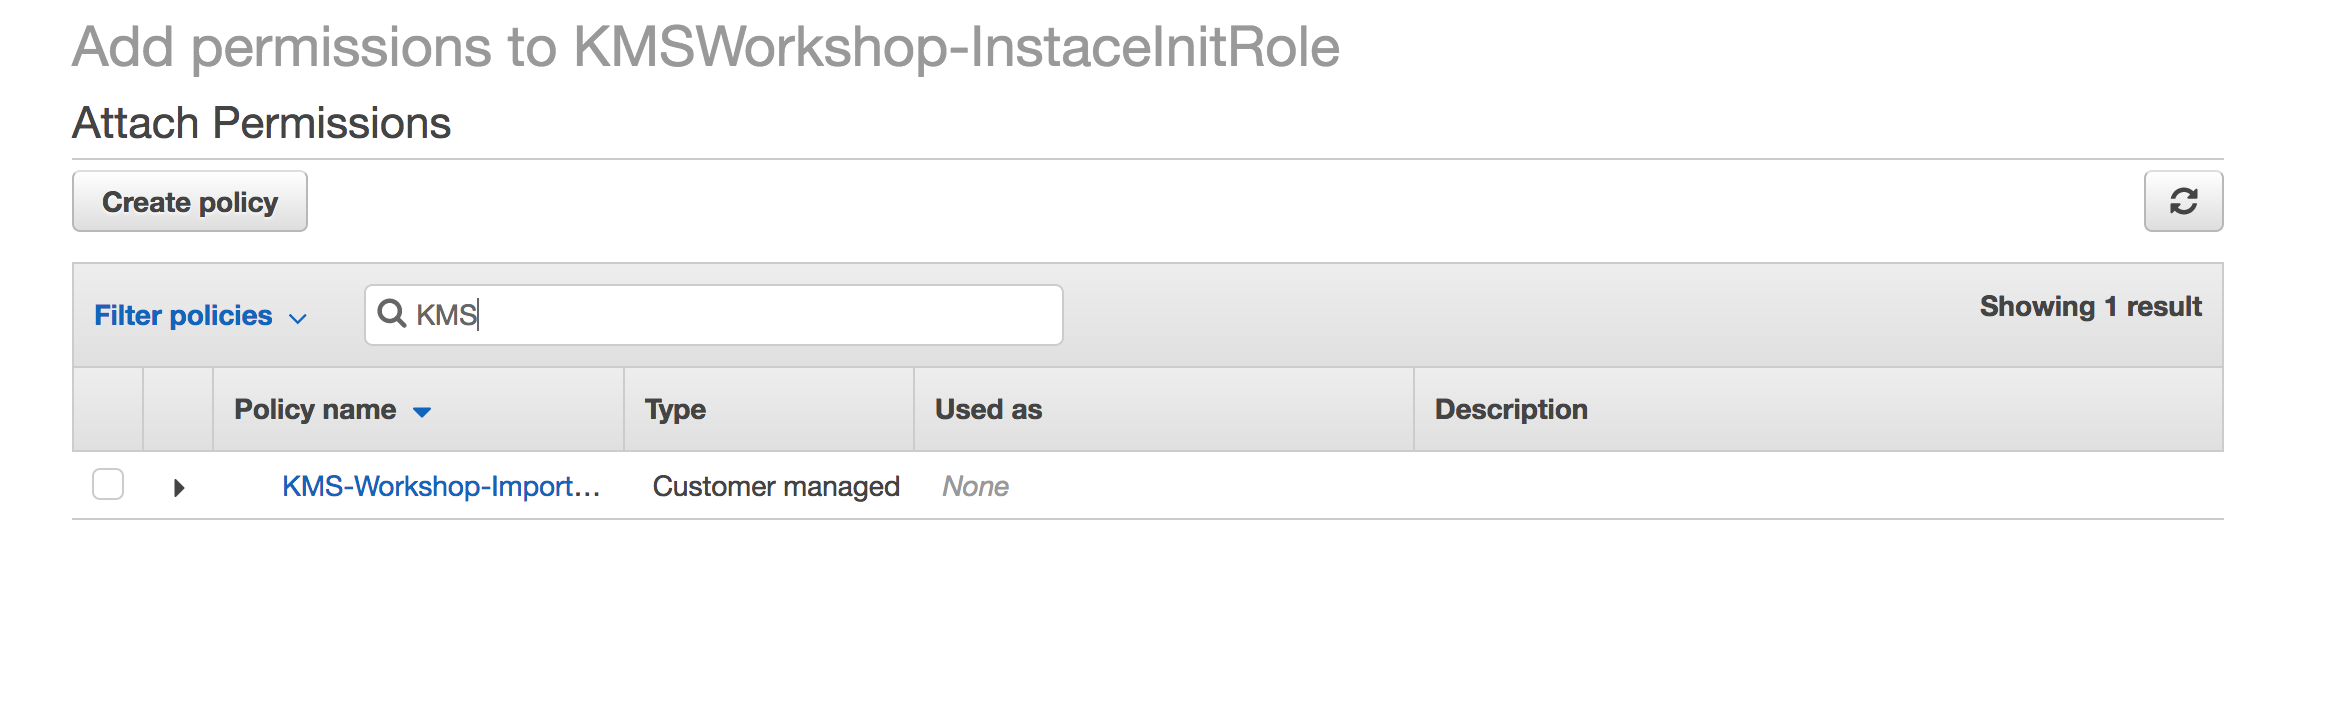 Add permissions to KMSWorkshop-InstaceInitRole
Attach Permissions
Create policy
Filter policies KMS Showing 1 result
Policy name Type Used as Description
KMS-Workshop-Import... Customer managed None